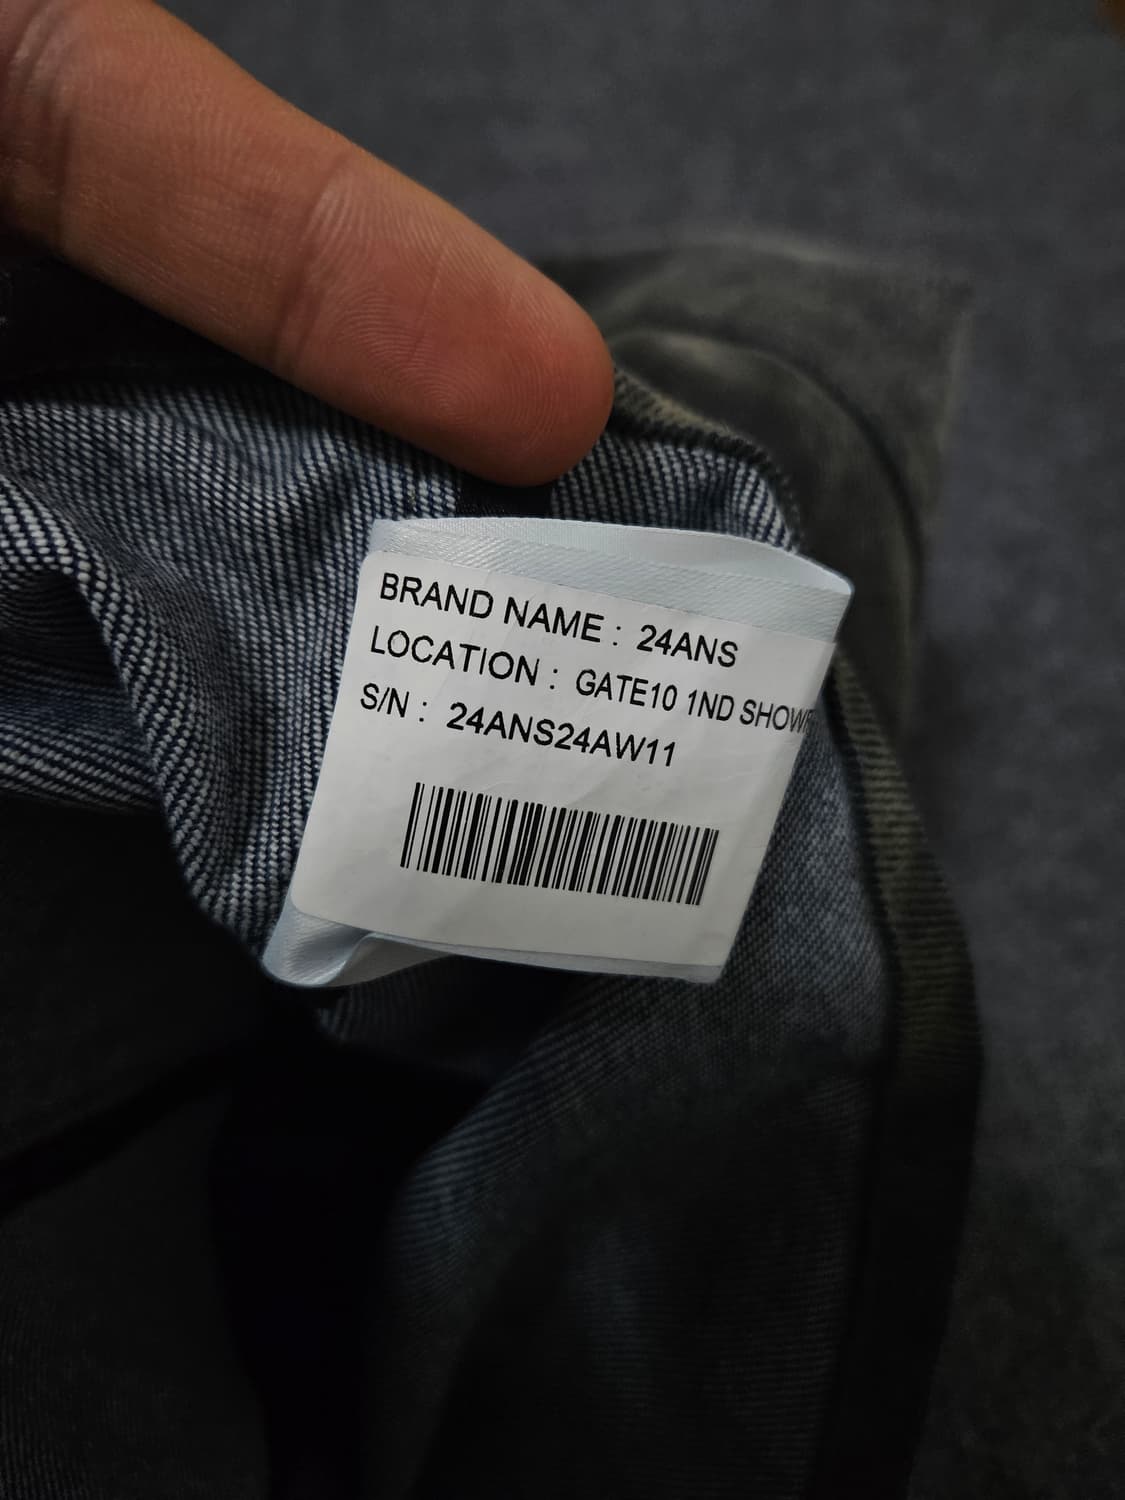 BRAND NAME : 24ANS
LOCATION : GATE10 1ND
S/N : 24ANS24AW11